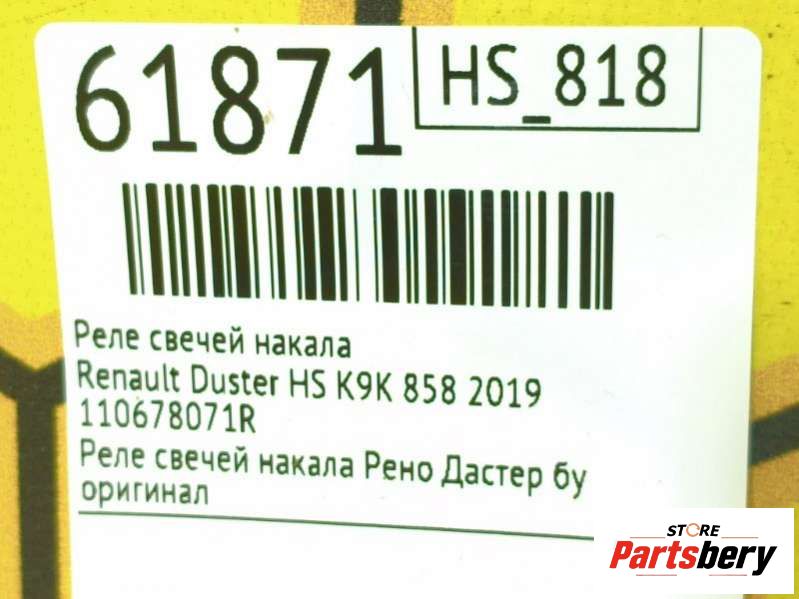 61871
HS_818
Реле свечей накала
Renault Duster HS K9K 858 2019
110678071R
Реле свечей накала Рено Дастер бу
оригинал
STORE
Partsbery